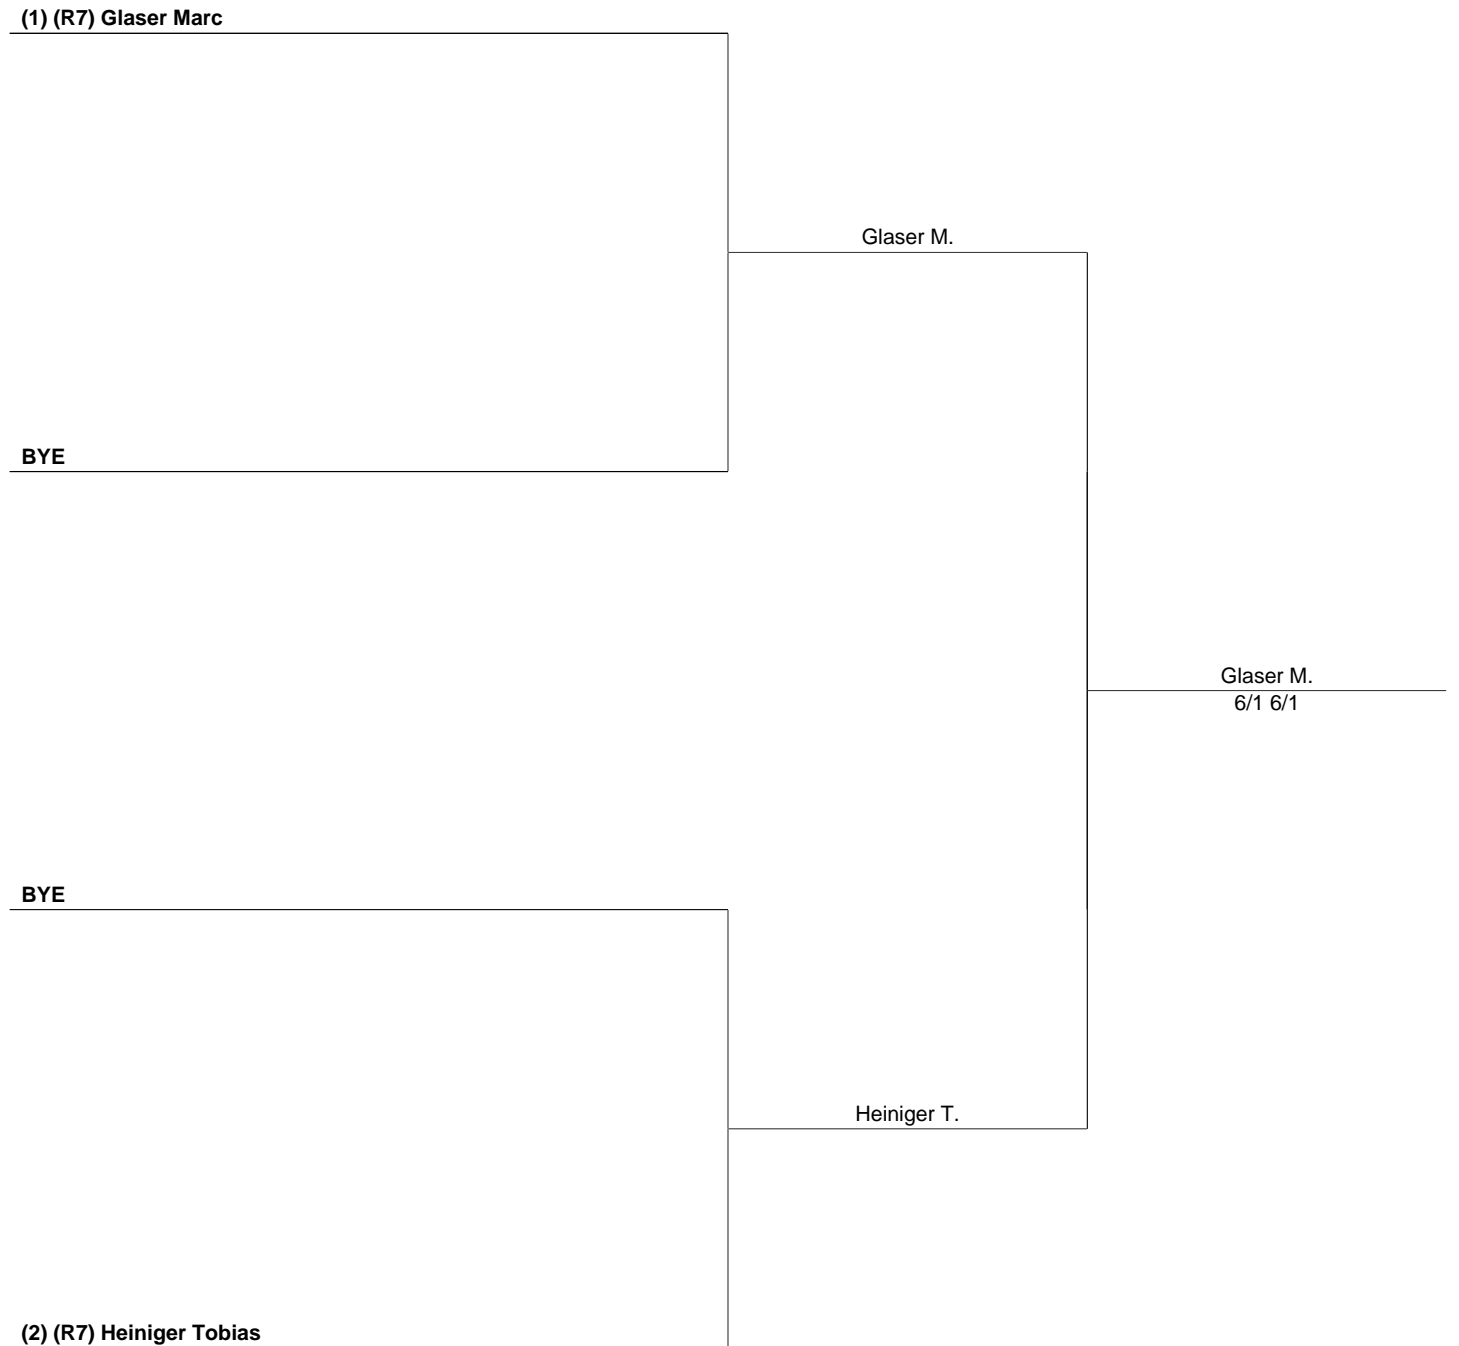 (1) (R7) Glaser Marc
Glaser M.
BYE
Glaser M.
6/1 6/1
BYE
Heiniger T.
(2) (R7) Heiniger Tobias